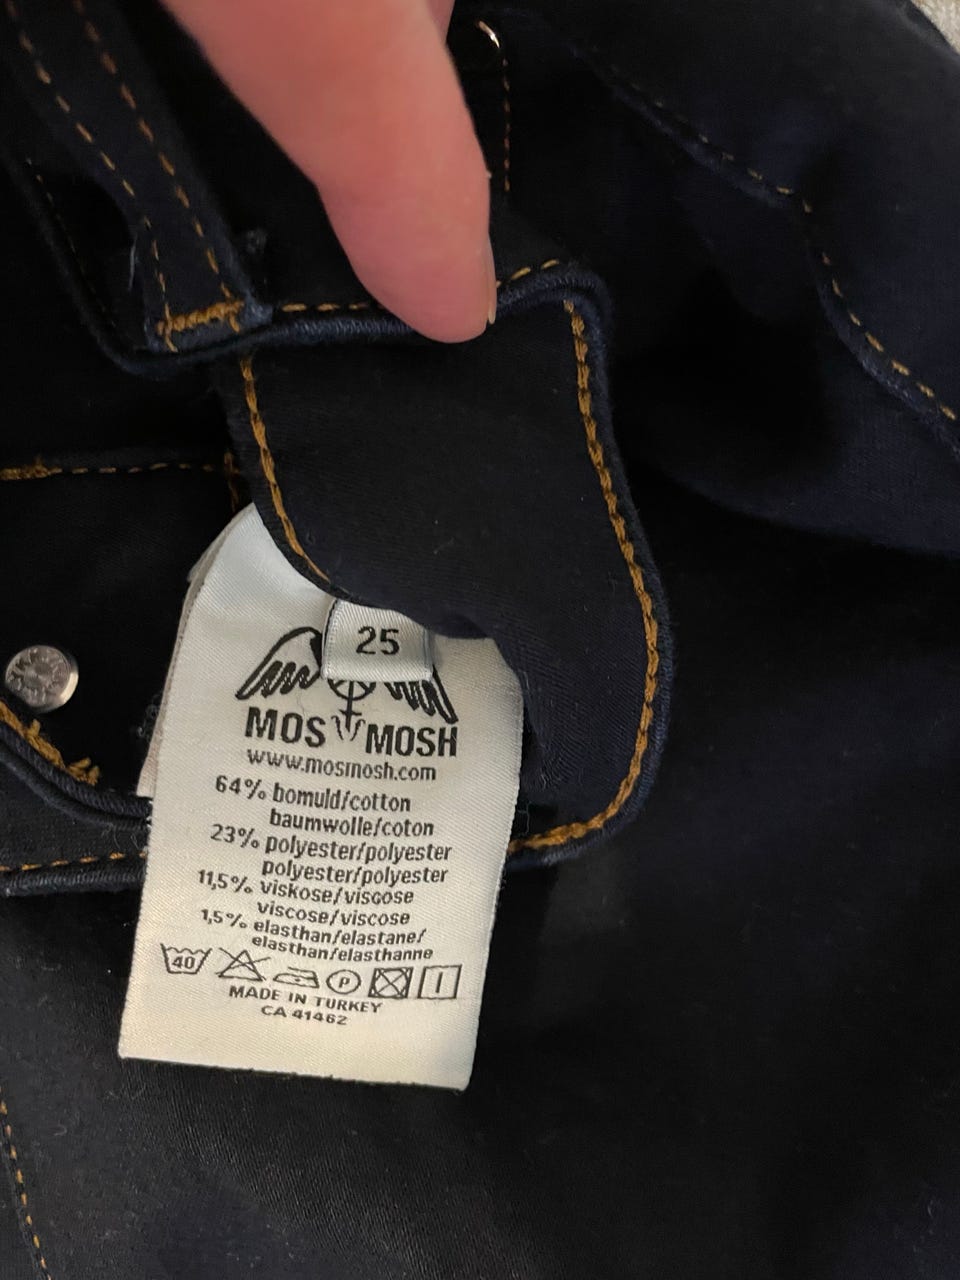 25
MOS MOSH
www.mosmosh.com
64% bomuld/cotton
baumwolle/coton
23% polyester/polyester
polyester/polyester
11,5% viskose/viscose
viscose/viscose
1,5% elasthan/elastane/
elasthan/elasthanne
40 P
MADE IN TURKEY
CA 41462